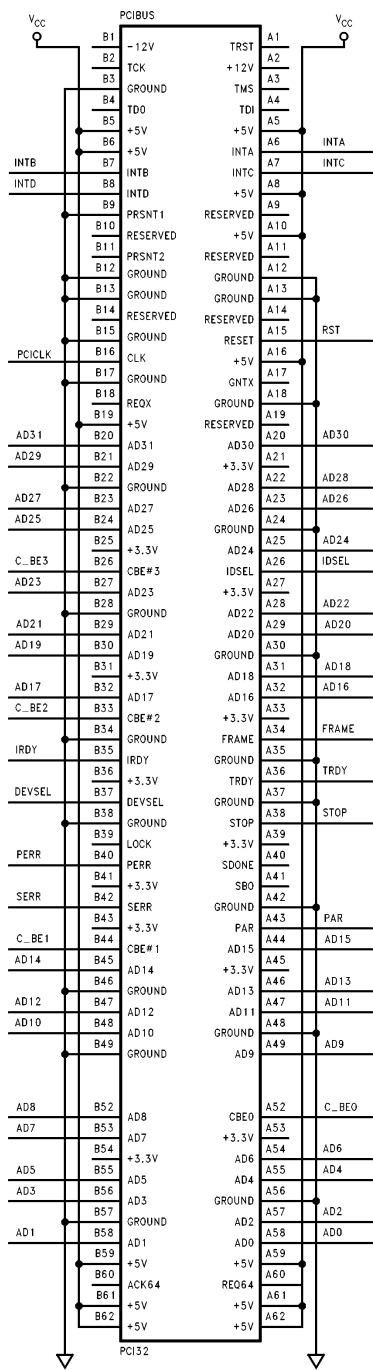 PCIBUS
VCC VCC
B1 -12V TRST A1
B2 TCK +12V A2
B3 GROUND TMS A3
B4 TDO TDI A4
B5 +5V +5V A5
B6 +5V INTA A6 INTA
INTB B7 INTB INTC A7 INTC
INTD B8 INTD +5V A8
B9 PRSNT1 RESERVED A9
B10 RESERVED +5V A10
B11 PRSNT2 RESERVED A11
B12 GROUND GROUND A12
B13 GROUND GROUND A13
B14 RESERVED RESERVED A14
B15 GROUND RESET A15 RST
PCICLK B16 CLK +5V A16
B17 GROUND GNTX A17
B18 REQX GROUND A18
B19 +5V RESERVED A19
AD31 B20 AD31 AD30 A20 AD30
AD29 B21 AD29 +3.3V A21
B22 GROUND AD28 A22 AD28
AD27 B23 AD27 AD26 A23 AD26
AD25 B24 AD25 GROUND A24
B25 +3.3V AD24 A25 AD24
C_BE3 B26 CBE#3 IDSEL A26 IDSEL
AD23 B27 AD23 +3.3V A27
B28 GROUND AD22 A28 AD22
AD21 B29 AD21 AD20 A29 AD20
AD19 B30 AD19 GROUND A30
B31 +3.3V AD18 A31 AD18
AD17 B32 AD17 AD16 A32 AD16
C_BE2 B33 CBE#2 +3.3V A33
B34 GROUND FRAME A34 FRAME
IRDY B35 IRDY GROUND A35
B36 +3.3V TRDY A36 TRDY
DEVSEL B37 DEVSEL GROUND A37
B38 GROUND STOP A38 STOP
B39 LOCK +3.3V A39
PERR B40 PERR SDONE A40
B41 +3.3V SBO A41
SERR B42 SERR GROUND A42
B43 +3.3V PAR A43 PAR
C_BE1 B44 CBE#1 AD15 A44 AD15
AD14 B45 AD14 +3.3V A45
B46 GROUND AD13 A46 AD13
AD12 B47 AD12 AD11 A47 AD11
AD10 B48 AD10 GROUND A48
B49 GROUND AD9 A49 AD9
AD8 B52 AD8 CBE0 A52 C_BE0
AD7 B53 AD7 +3.3V A53
B54 +3.3V AD6 A54 AD6
AD5 B55 AD5 AD4 A55 AD4
AD3 B56 AD3 GROUND A56
B57 GROUND AD2 A57 AD2
AD1 B58 AD1 AD0 A58 AD0
B59 +5V +5V A59
B60 ACK64 REQ64 A60
B61 +5V +5V A61
B62 +5V +5V A62
PCI32